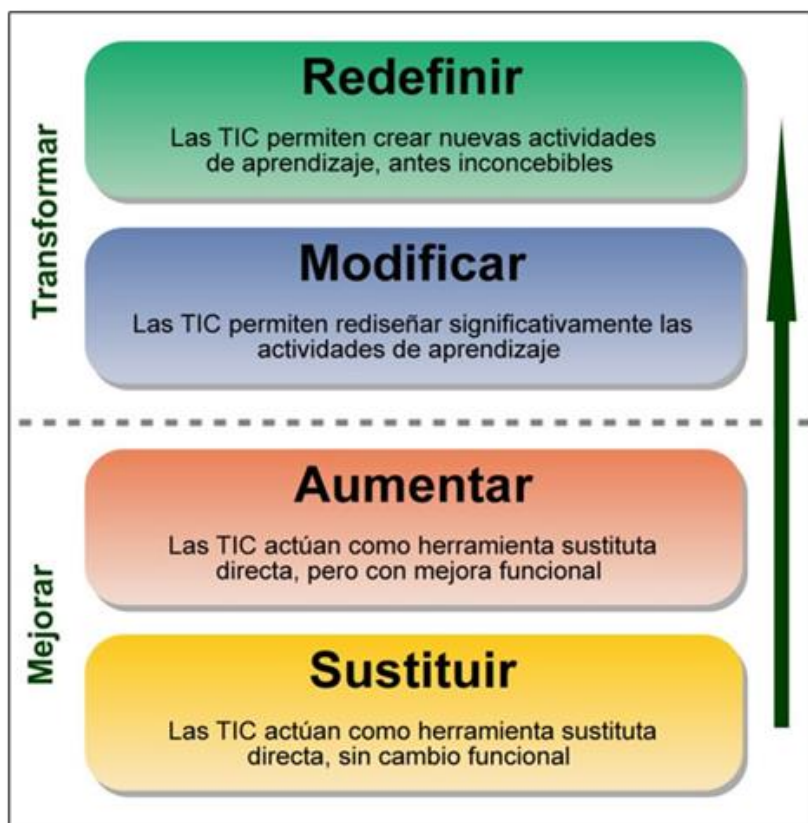 Transformar
Redefinir
Las TIC permiten crear nuevas actividades
de aprendizaje, antes inconcebibles
Modificar
Las TIC permiten rediseñar significativamente las
actividades de aprendizaje
Mejorar
Aumentar
Las TIC actúan como herramienta sustituta
directa, pero con mejora funcional
Sustituir
Las TIC actúan como herramienta sustituta
directa, sin cambio funcional